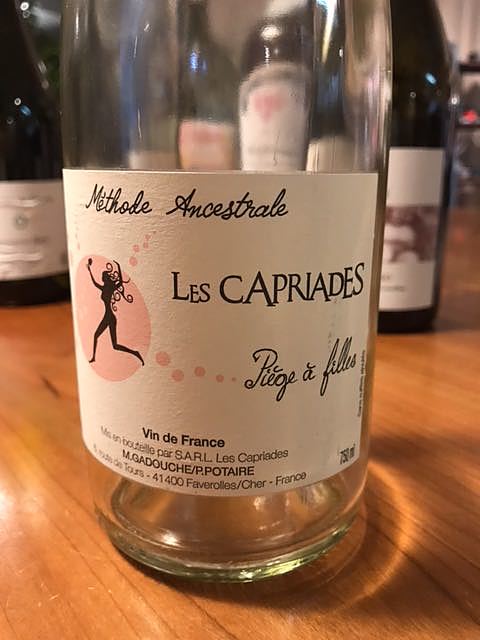 Méthode Ancestrale
LES CAPRIADES
Piège à filles
Vin de France
Mis en bouteille par S.A.R.L. Les Capriades
M.GADOUCHE/P.POTAIRE
route de Tours - 41400 Faverolles/Cher - France
750 ml